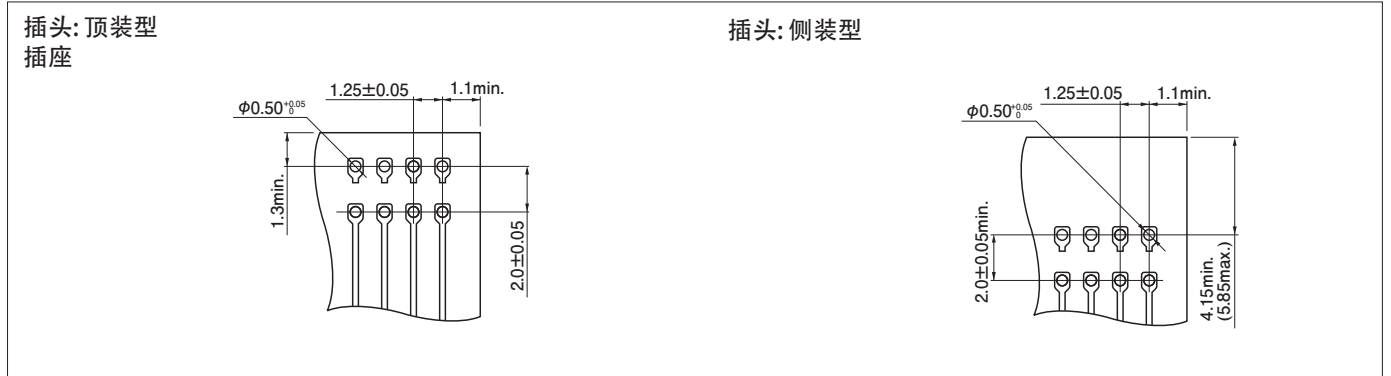 插头: 顶装型
插座
1.25±0.05
1.1min.
φ0.50 +0.05 0
1.3min.
2.0±0.05
插头: 侧装型
1.25±0.05
1.1min.
φ0.50 +0.05 0
2.0±0.05min.
4.15min.
(5.85max.)